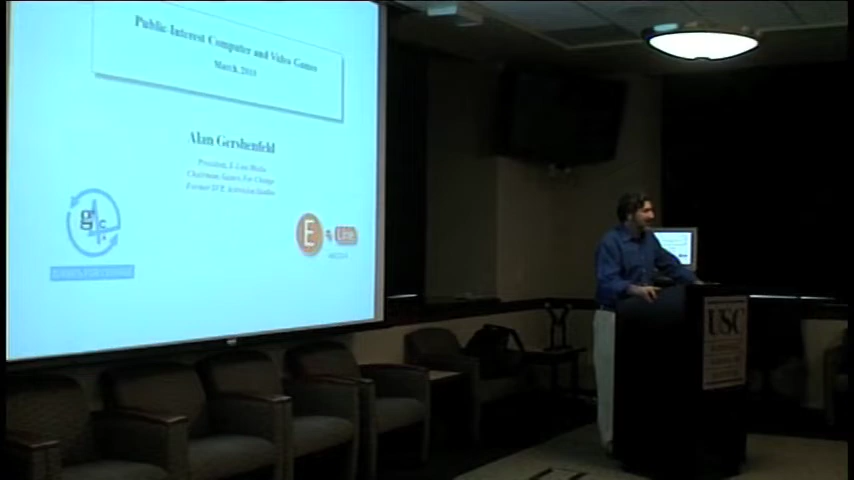 Public Interest Computer and Video Games
March, 2010
Alan Gershenfeld
President, E-Line Media
Chairman, Games For Change
Former SVP, Activision Studios
g
c
GAMES FOR CHANGE
E
Line
MEDIA
USC